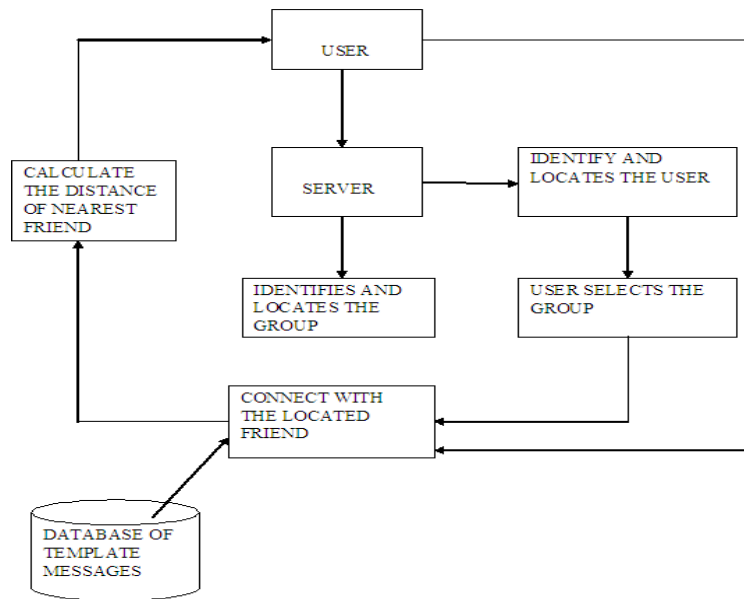 USER
CALCULATE
THE DISTANCE
OF NEAREST
FRIEND
SERVER
IDENTIFY AND
LOCATES THE USER
IDENTIFIES AND
LOCATES THE
GROUP
USER SELECTS THE
GROUP
CONNECT WITH
THE LOCATED
FRIEND
DATABASE OF
TEMPLATE
MESSAGES